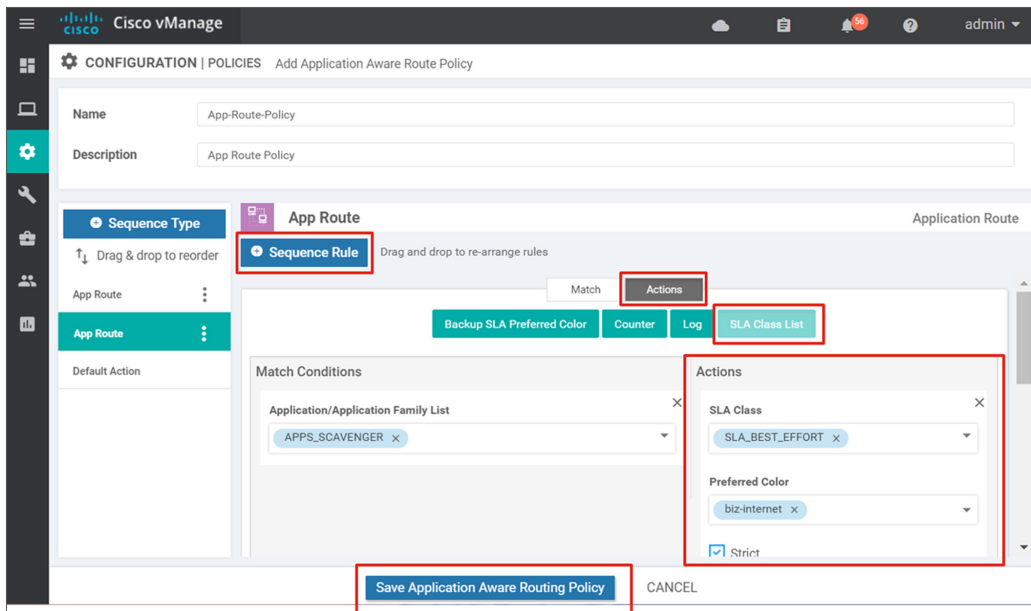 cisco Cisco vManage 56 admin
CONFIGURATION | POLICIES Add Application Aware Route Policy
Name App-Route-Policy
Description App Route Policy
Sequence Type
Drag & drop to reorder
App Route
App Route
Default Action
App Route Application Route
Sequence Rule Drag and drop to re-arrange rules
Match Actions
Backup SLA Preferred Color Counter Log SLA Class List
Match Conditions
Application/Application Family List
APPS_SCAVENGER
Actions
SLA Class
SLA_BEST_EFFORT
Preferred Color
biz-internet
Strict
Save Application Aware Routing Policy CANCEL